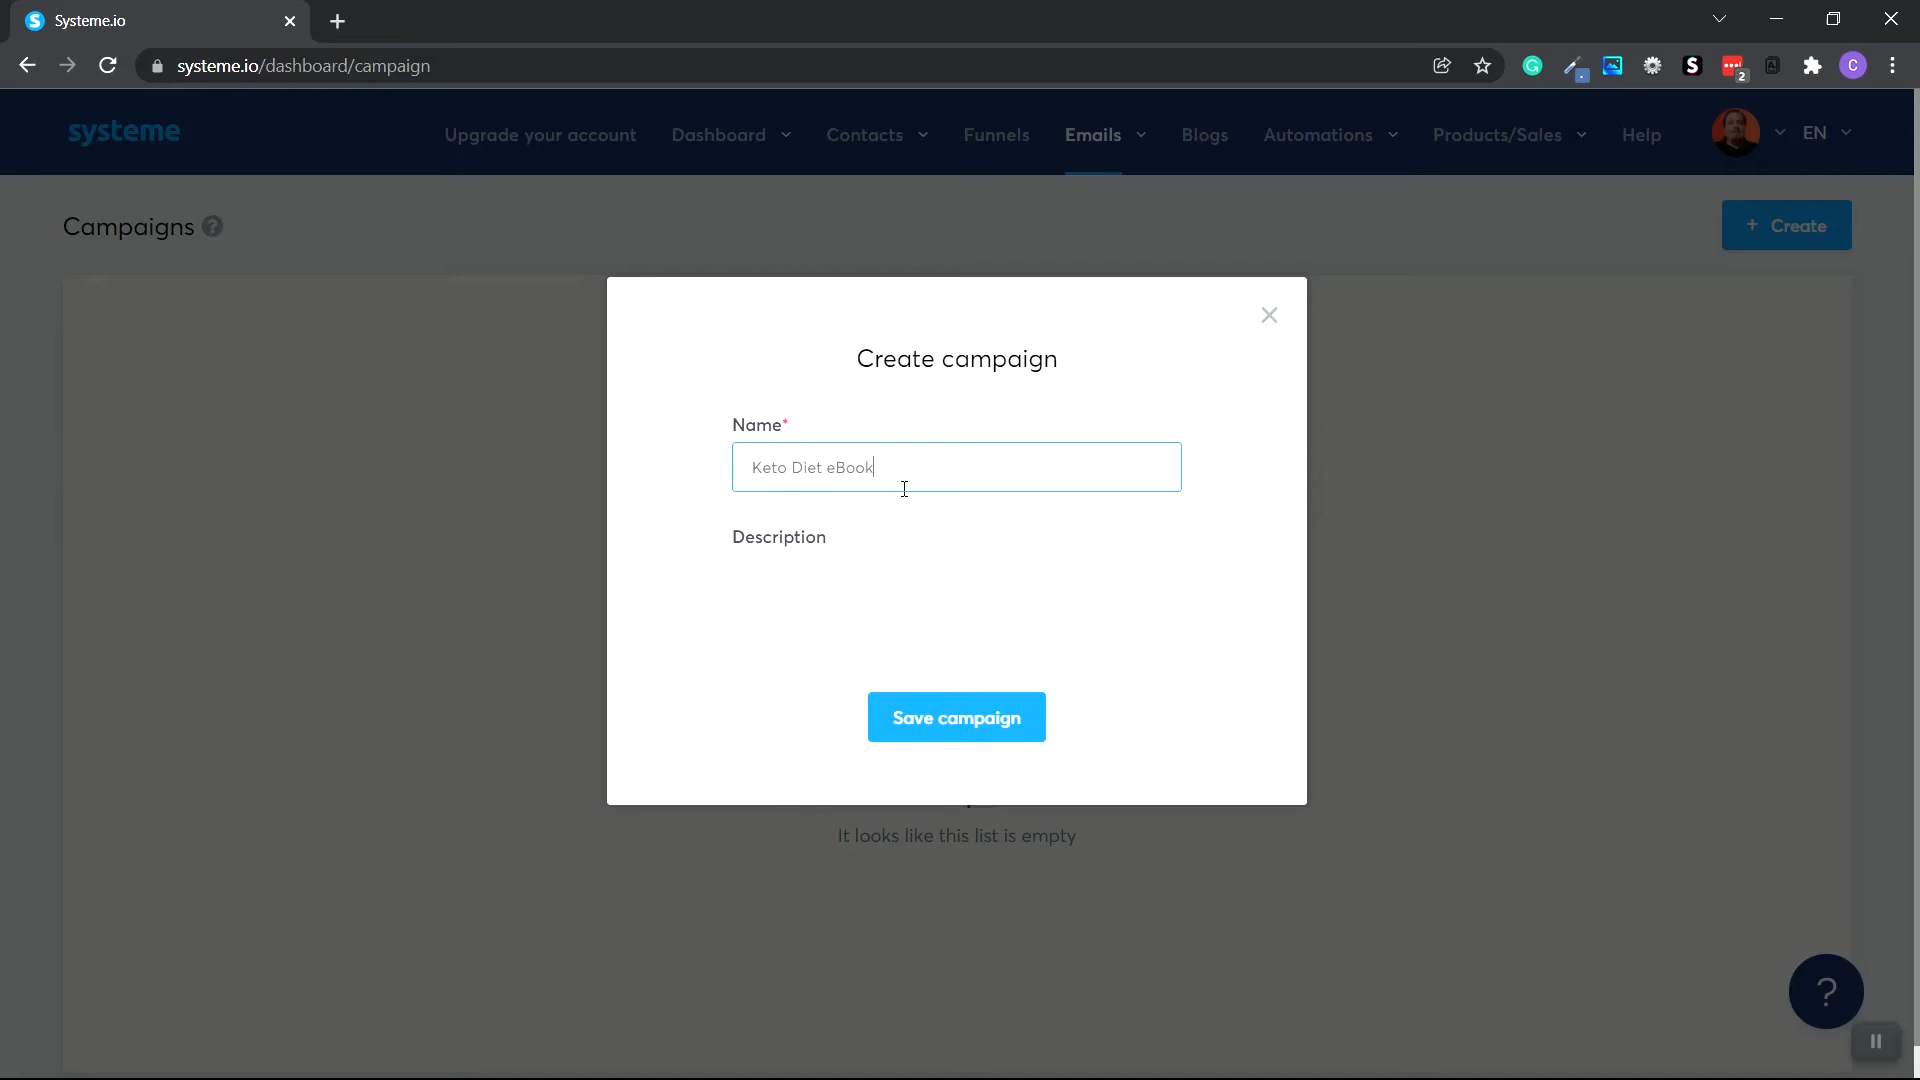 Systeme.io
systeme.io/dashboard/campaign
C
2
systeme
Upgrade your account
Dashboard
Contacts
Funnels
Emails
Blogs
Automations
Products/Sales
Help
EN
Campaigns ?
+ Create
Create campaign
Name*
Keto Diet eBook
Description
Save campaign
It looks like this list is empty
?